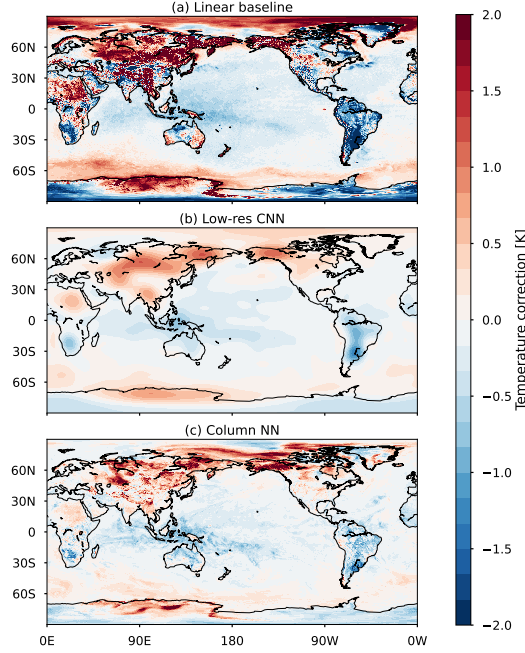 (a) Linear baseline
60N
30N
0
30S
60S
(b) Low-res CNN
60N
30N
0
30S
60S
(c) Column NN
60N
30N
0
30S
60S
0E 90E 180 90W 0W
2.0
1.5
1.0
0.5
0.0
−0.5
−1.0
−1.5
−2.0
Temperature correction [K]